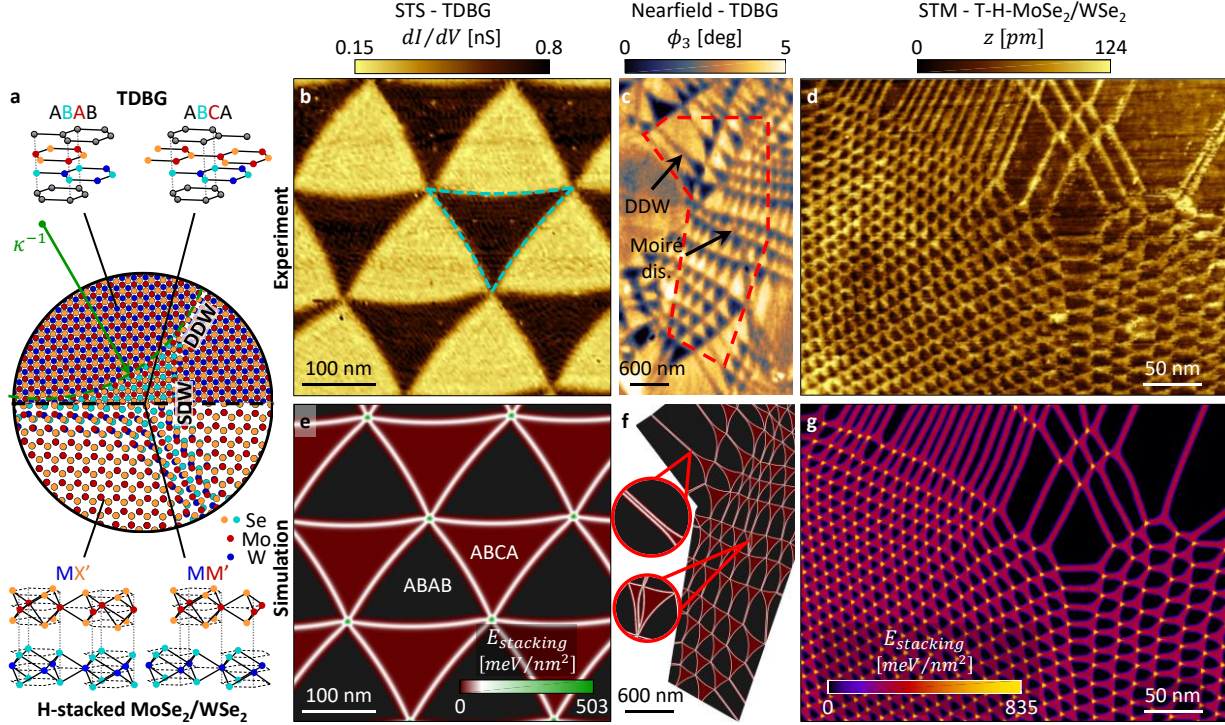 STS - TDBG
dI/dV [nS]
0.15
0.8
Nearfield - TDBG
ϕ₃ [deg]
0
5
STM - T-H-MoSe₂/WSe₂
z [pm]
0
124
a
TDBG
ABAB
ABCA
κ⁻¹
DDW
SDW
Se
Mo
W
MX'
MM'
H-stacked MoSe₂/WSe₂
Experiment
Simulation
b
100 nm
c
DDW
Moiré
dis.
600 nm
d
50 nm
e
ABCA
ABAB
E_stacking
[meV/nm²]
0
503
100 nm
f
600 nm
g
E_stacking
[meV/nm²]
0
835
50 nm